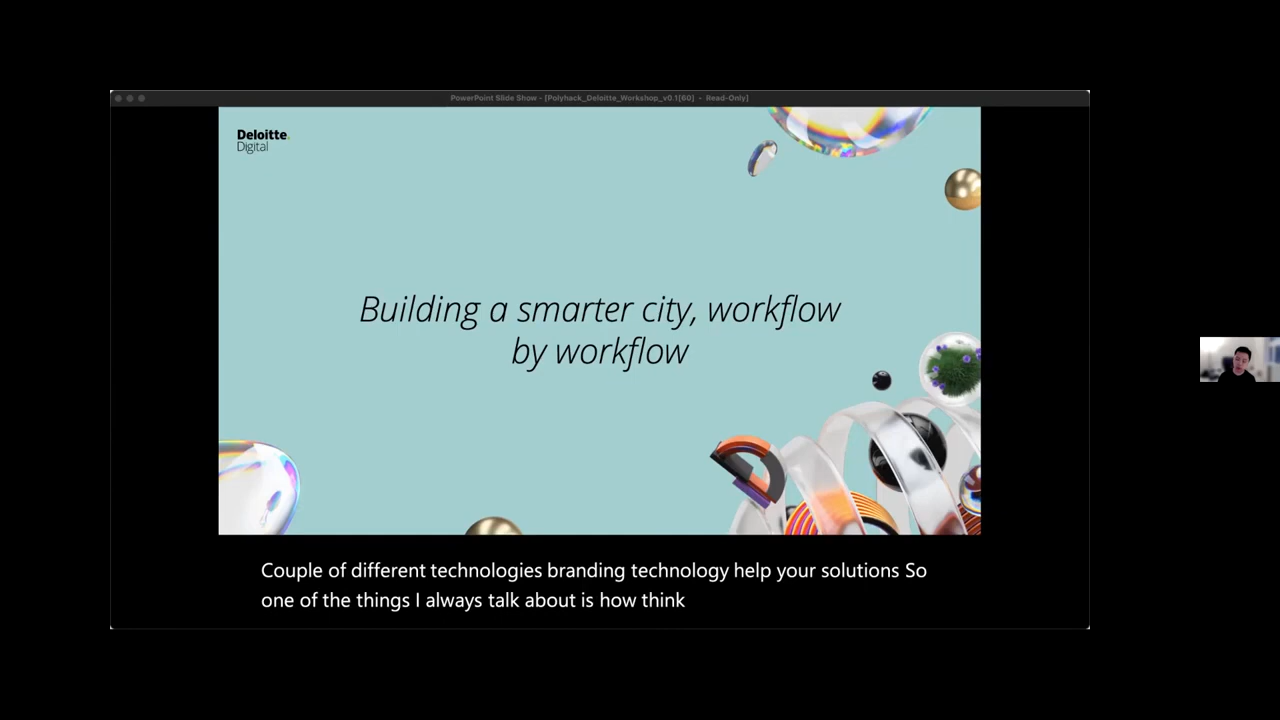 PowerPoint Slide Show - [Polyhack_Deloitte_Workshop_v0.1[60] - Read-Only]
Deloitte.
Digital
Building a smarter city, workflow
by workflow
Couple of different technologies branding technology help your solutions So
one of the things I always talk about is how think